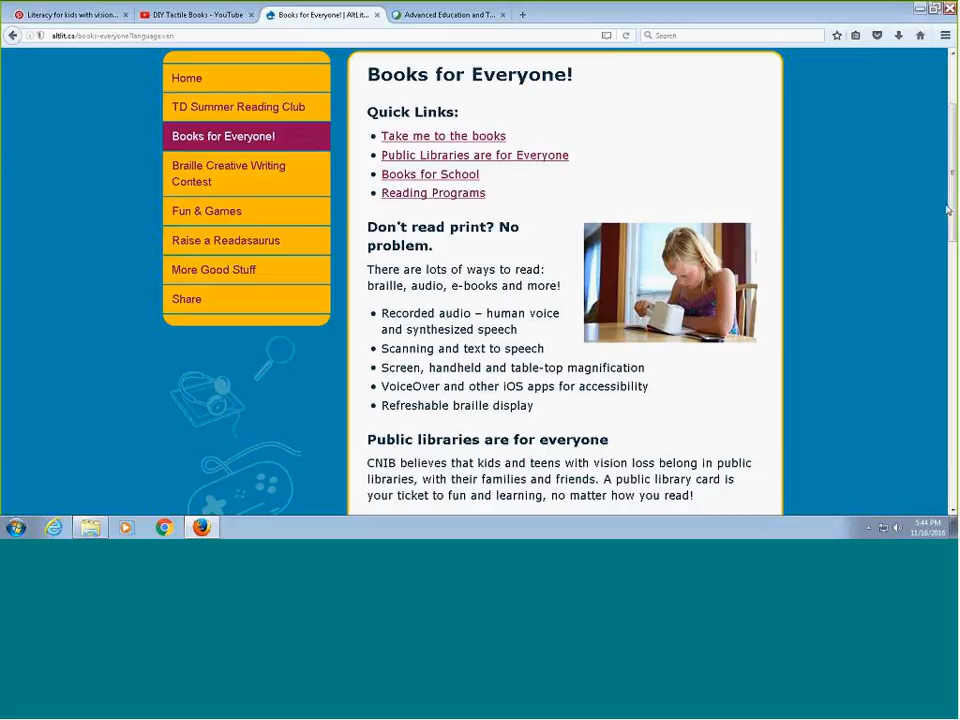 Literacy for kids with vision...
DIY Tactile Books - YouTube
Books for Everyone! | AltLit...
Advanced Education and T...
altlit.ca/books-everyone?language=en
Search
Home
TD Summer Reading Club
Books for Everyone!
Braille Creative Writing
Contest
Fun & Games
Raise a Readasaurus
More Good Stuff
Share
Books for Everyone!
Quick Links:
Take me to the books
Public Libraries are for Everyone
Books for School
Reading Programs
Don't read print? No
problem.
There are lots of ways to read:
braille, audio, e-books and more!
Recorded audio – human voice
and synthesized speech
Scanning and text to speech
Screen, handheld and table-top magnification
VoiceOver and other iOS apps for accessibility
Refreshable braille display
Public libraries are for everyone
CNIB believes that kids and teens with vision loss belong in public
libraries, with their families and friends. A public library card is
your ticket to fun and learning, no matter how you read!
5:44 PM
11/16/2016